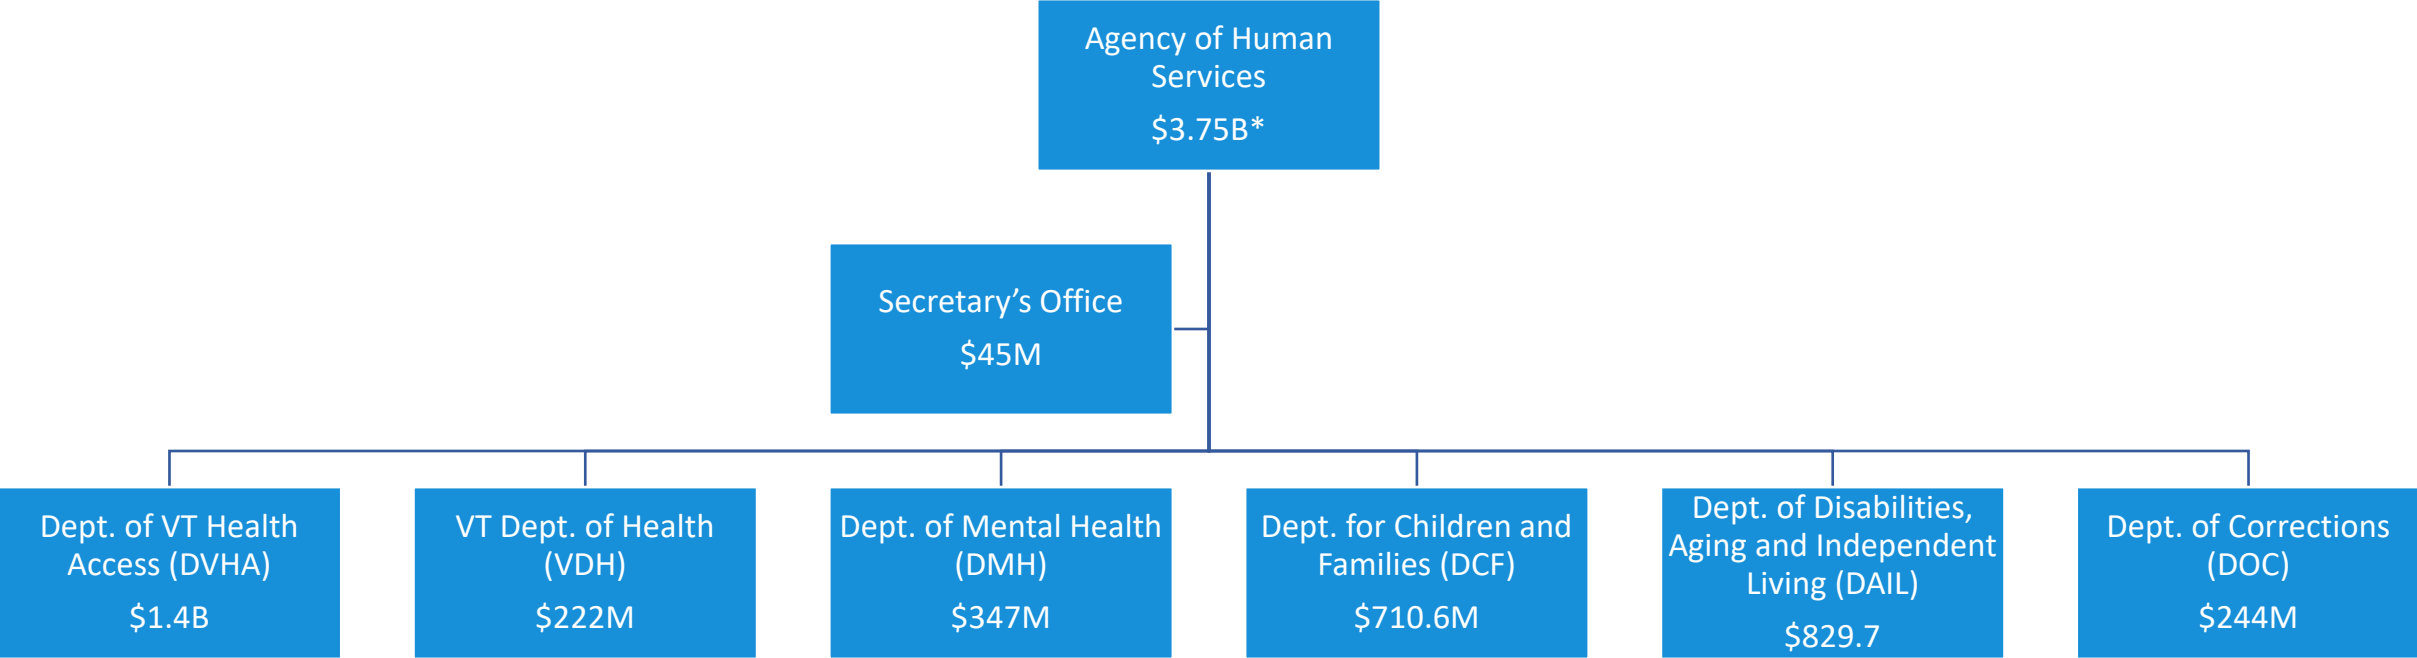 Agency of Human
Services
$3.75B*
Secretary’s Office
$45M
Dept. of VT Health
Access (DVHA)
$1.4B
VT Dept. of Health
(VDH)
$222M
Dept. of Mental Health
(DMH)
$347M
Dept. for Children and
Families (DCF)
$710.6M
Dept. of Disabilities,
Aging and Independent
Living (DAIL)
$829.7
Dept. of Corrections
(DOC)
$244M